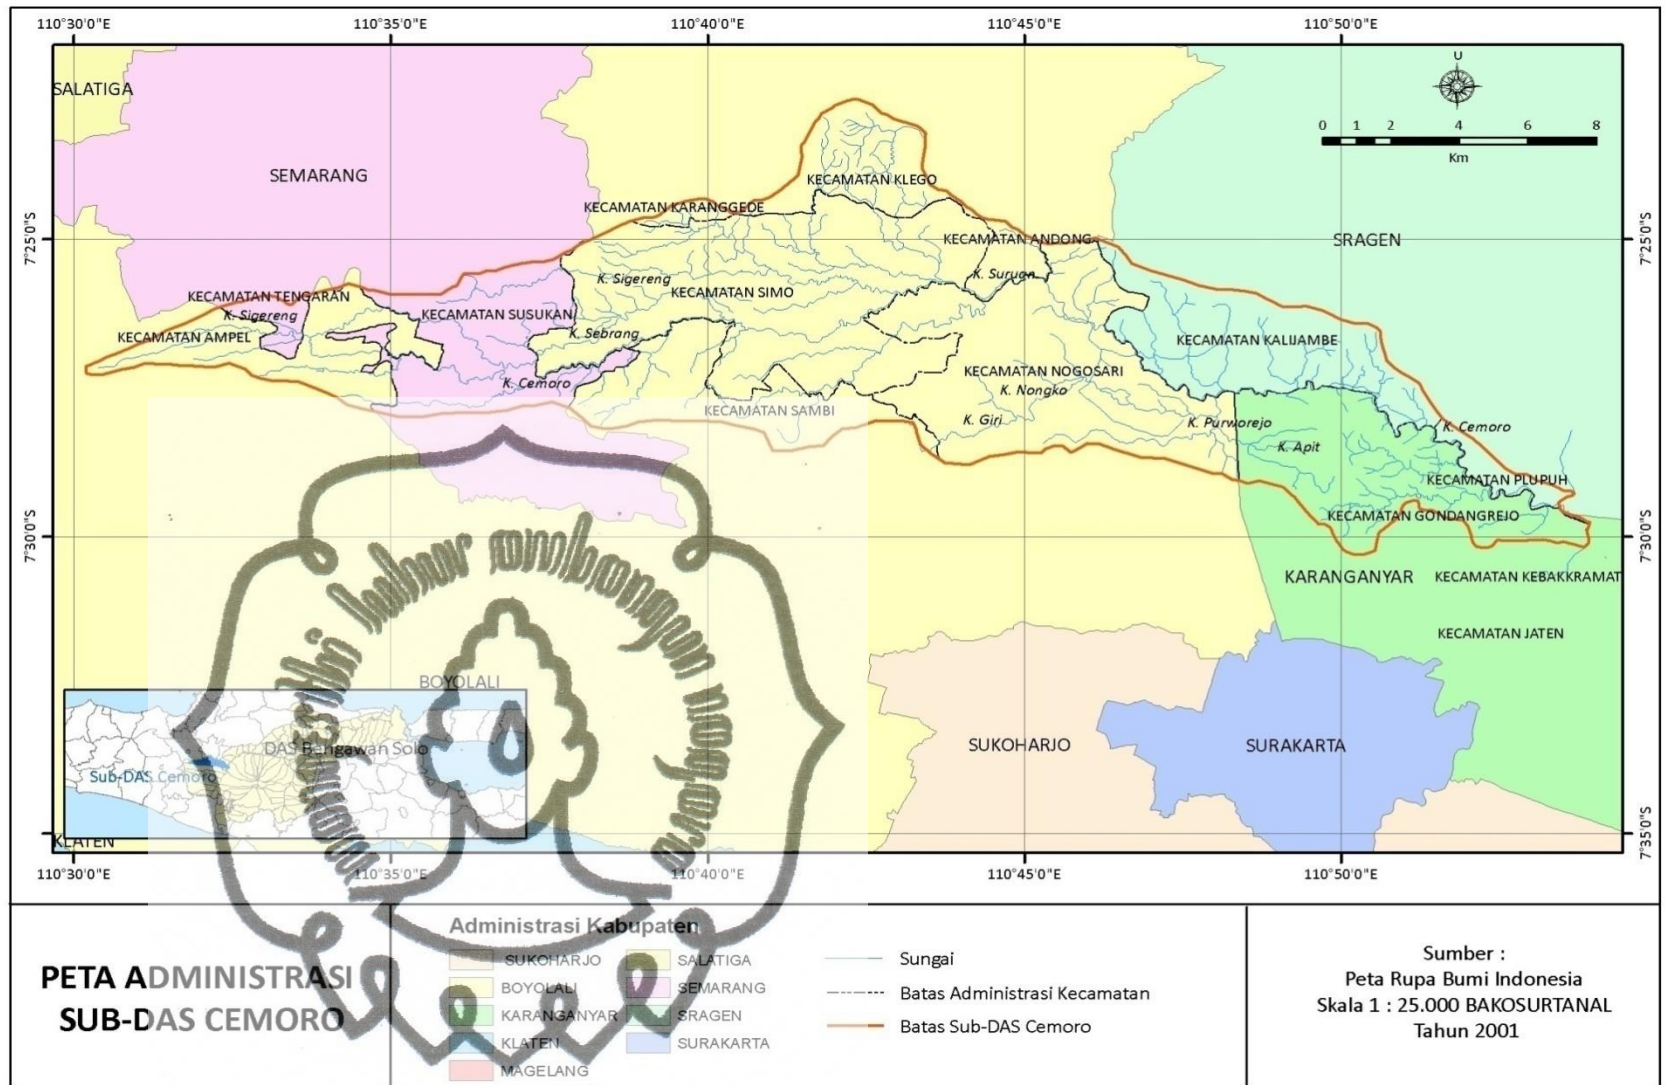 110°30'0"E 110°35'0"E 110°40'0"E 110°45'0"E 110°50'0"E
U
SALATIGA
0 1 2 4 6 8
Km
SEMARANG
KECAMATAN KLEGO
KECAMATAN KARANGGEDE
7°25'0"S
KECAMATAN ANDONG
SRAGEN
7°25'0"S
K. Suruan
K. Sigereng
KECAMATAN SIMO
KECAMATAN TENGARAN
K. Sigereng
KECAMATAN SUSUKAN
KECAMATAN AMPEL
K. Sebrang
KECAMATAN KALIJAMBE
KECAMATAN NOGOSARI
K. Cemoro
K. Nongko
KECAMATAN SAMBI
K. Giri
K. Purworejo
K. Cemoro
K. Apit
KECAMATAN PLUPUH
KECAMATAN GONDANGREJO
7°30'0"S
7°30'0"S
KARANGANYAR
KECAMATAN KEBAKKRAMAT
KECAMATAN JATEN
BOYOLALI
SUKOHARJO
SURAKARTA
DAS Bengawan Solo
Sub-DAS Cemoro
KLATEN
7°35'0"S
110°30'0"E 110°35'0"E 110°40'0"E 110°45'0"E 110°50'0"E
PETA ADMINISTRASI
SUB-DAS CEMORO
Administrasi Kabupaten
SUKOHARJO
BOYOLALI
KARANGANYAR
KLATEN
MAGELANG
SALATIGA
SEMARANG
SRAGEN
SURAKARTA
Sungai
Batas Administrasi Kecamatan
Batas Sub-DAS Cemoro
Sumber :
Peta Rupa Bumi Indonesia
Skala 1 : 25.000 BAKOSURTANAL
Tahun 2001